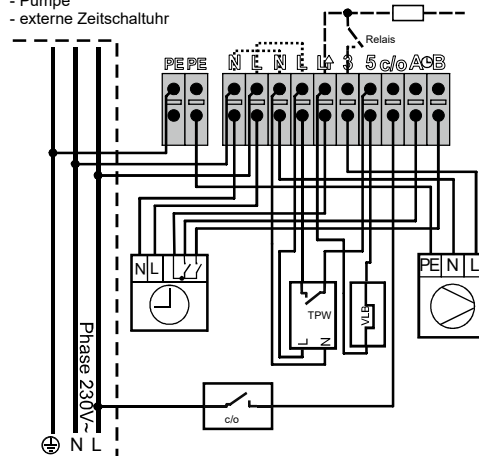 - Pumpe
- externe Zeitschaltuhr
Relais
PE PE N L N L L 3 5 c/o A B
N L
TPW
L N
VLB
PE N L
Phase 230V~
c/o
N L